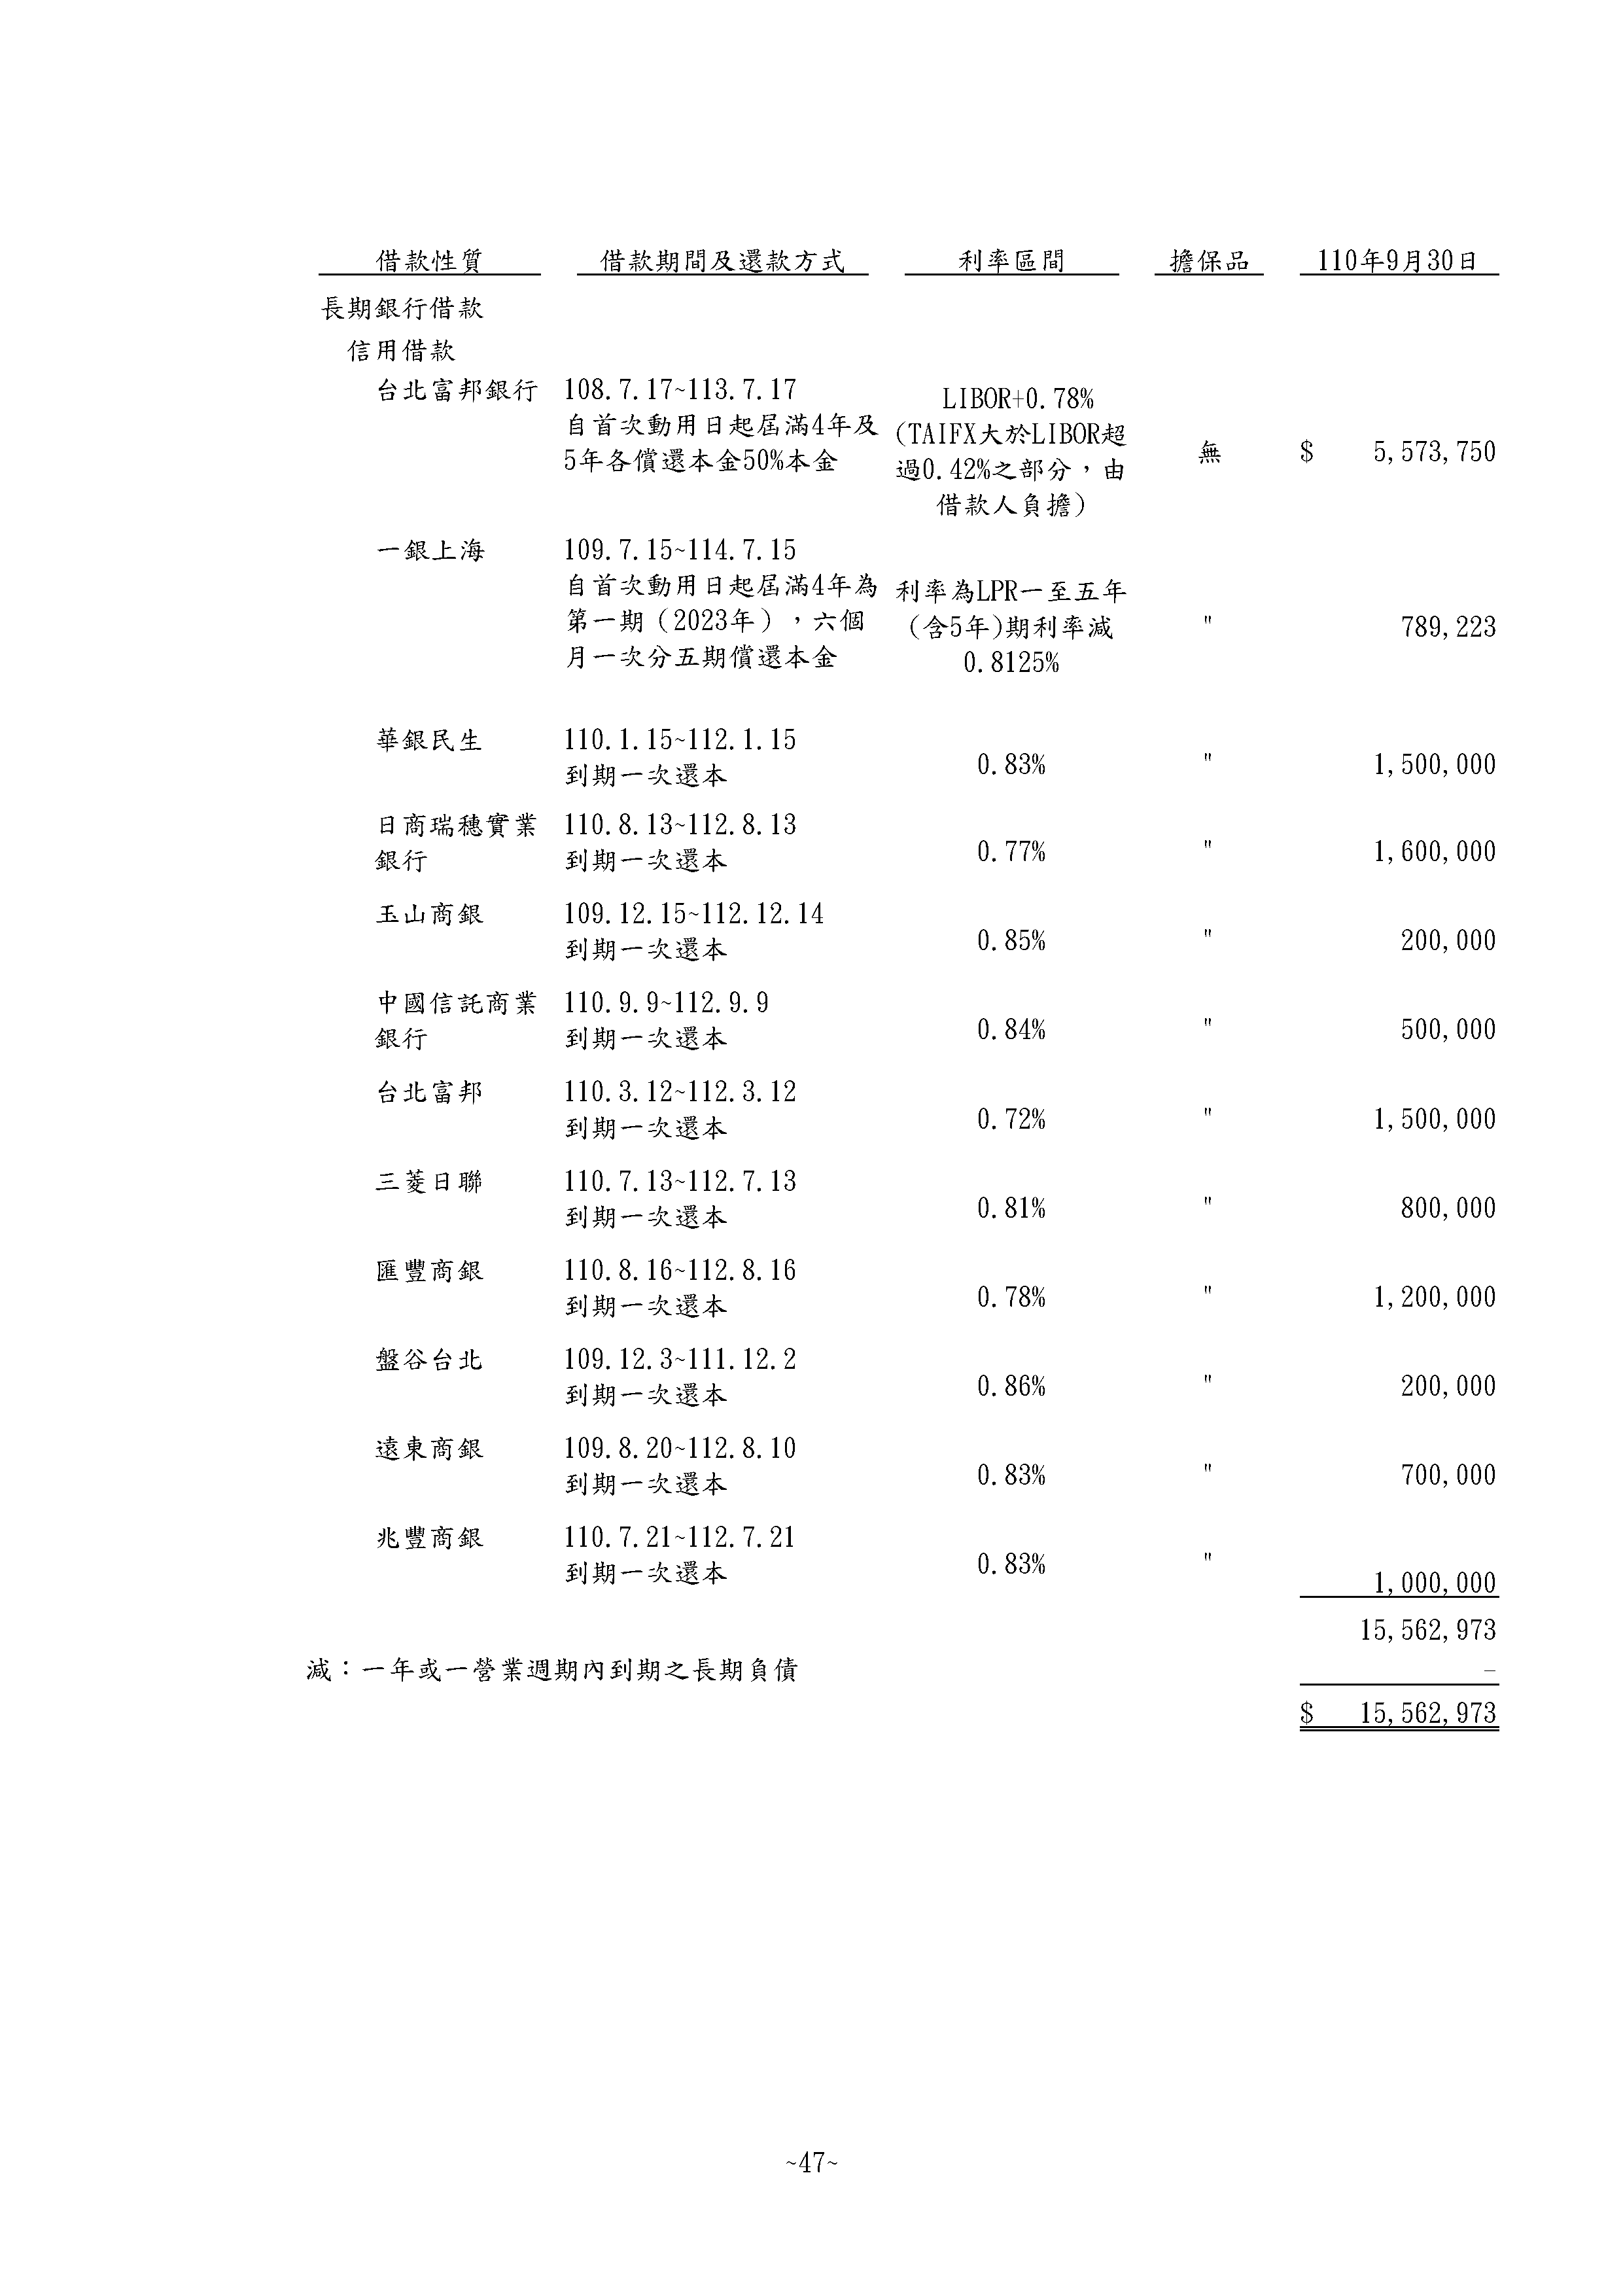 借款性質 借款期間及還款方式 利率區間 擔保品 110年9月30日
長期銀行借款
信用借款
台北富邦銀行 108.7.17~113.7.17
自首次動用日起屆滿4年及
5年各償還本金50%本金
LIBOR+0.78%
(TAIFX大於LIBOR超
過0.42%之部分，由
借款人負擔)
無 $ 5,573,750
一銀上海 109.7.15~114.7.15
自首次動用日起屆滿4年為
第一期（2023年），六個
月一次分五期償還本金
利率為LPR一至五年
(含5年)期利率減
0.8125%
" 789,223
華銀民生 110.1.15~112.1.15
到期一次還本
0.83% " 1,500,000
日商瑞穗實業 110.8.13~112.8.13
銀行 到期一次還本
0.77% " 1,600,000
玉山商銀 109.12.15~112.12.14
到期一次還本
0.85% " 200,000
中國信託商業 110.9.9~112.9.9
銀行 到期一次還本
0.84% " 500,000
台北富邦 110.3.12~112.3.12
到期一次還本
0.72% " 1,500,000
三菱日聯 110.7.13~112.7.13
到期一次還本
0.81% " 800,000
匯豐商銀 110.8.16~112.8.16
到期一次還本
0.78% " 1,200,000
盤谷台北 109.12.3~111.12.2
到期一次還本
0.86% " 200,000
遠東商銀 109.8.20~112.8.10
到期一次還本
0.83% " 700,000
兆豐商銀 110.7.21~112.7.21
到期一次還本
0.83% "
1,000,000
15,562,973
減：一年或一營業週期內到期之長期負債 -
$ 15,562,973
~47~